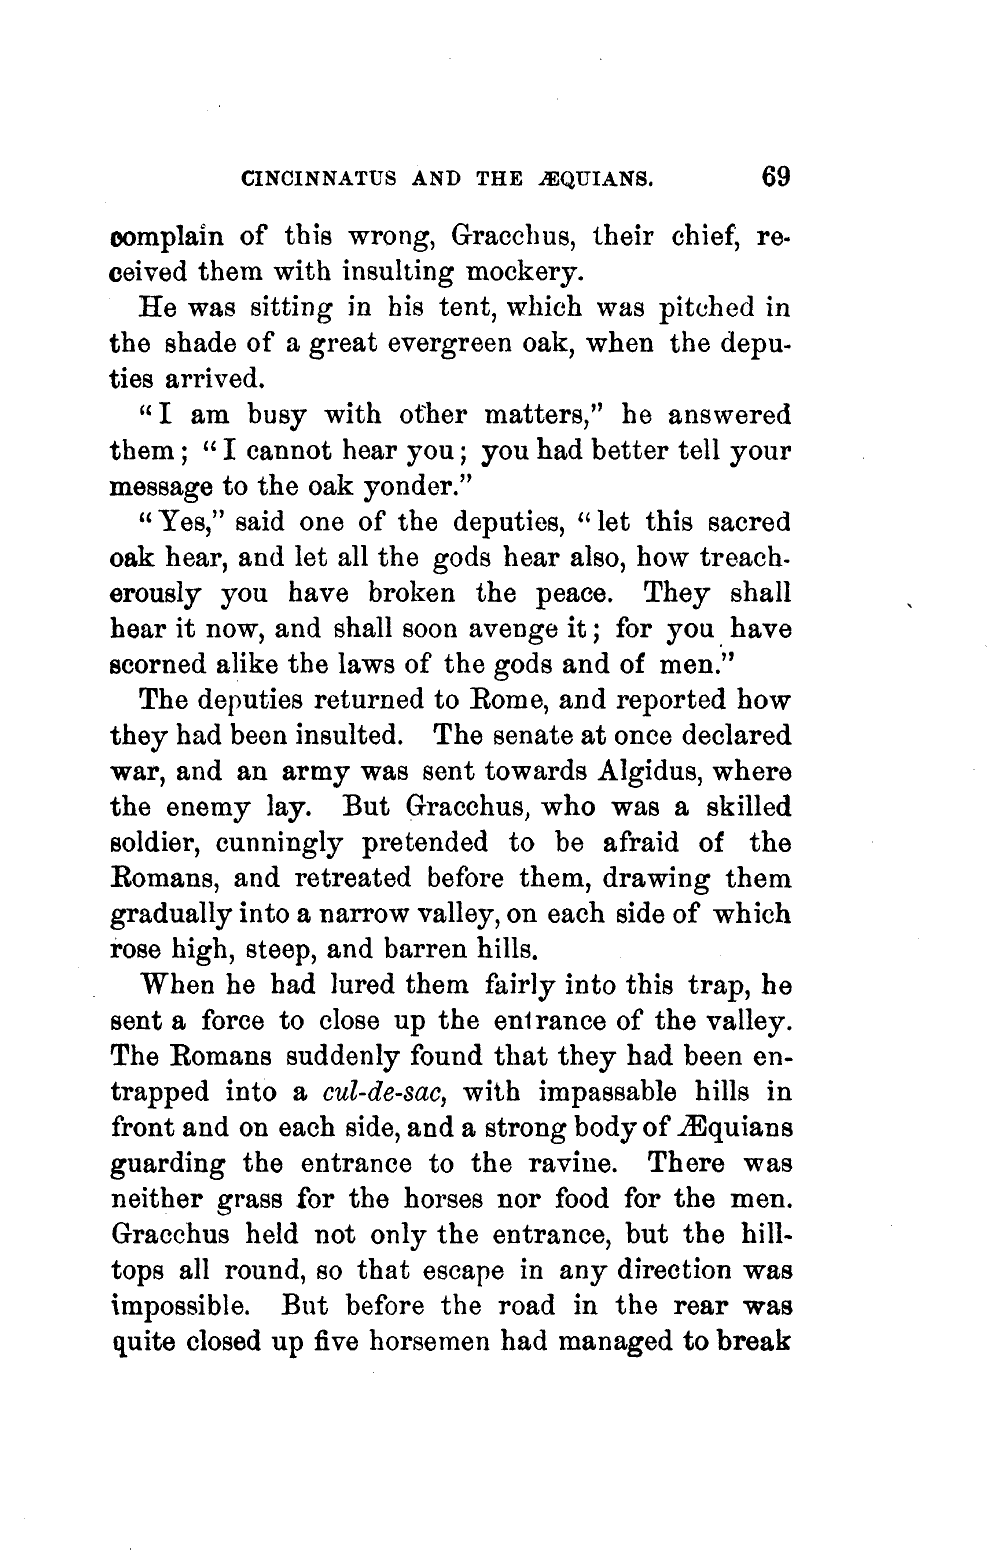 CINCINNATUS AND THE ÆQUIANS. 69
complain of this wrong, Gracchus, their chief, re-
ceived them with insulting mockery.
He was sitting in his tent, which was pitched in
the shade of a great evergreen oak, when the depu-
ties arrived.
“I am busy with other matters,” he answered
them; “I cannot hear you; you had better tell your
message to the oak yonder.”
“Yes,” said one of the deputies, “let this sacred
oak hear, and let all the gods hear also, how treach-
erously you have broken the peace. They shall
hear it now, and shall soon avenge it; for you have
scorned alike the laws of the gods and of men.”
The deputies returned to Rome, and reported how
they had been insulted. The senate at once declared
war, and an army was sent towards Algidus, where
the enemy lay. But Gracchus, who was a skilled
soldier, cunningly pretended to be afraid of the
Romans, and retreated before them, drawing them
gradually into a narrow valley, on each side of which
rose high, steep, and barren hills.
When he had lured them fairly into this trap, he
sent a force to close up the entrance of the valley.
The Romans suddenly found that they had been en-
trapped into a cul-de-sac, with impassable hills in
front and on each side, and a strong body of Æquians
guarding the entrance to the ravine. There was
neither grass for the horses nor food for the men.
Gracchus held not only the entrance, but the hill-
tops all round, so that escape in any direction was
impossible. But before the road in the rear was
quite closed up five horsemen had managed to break